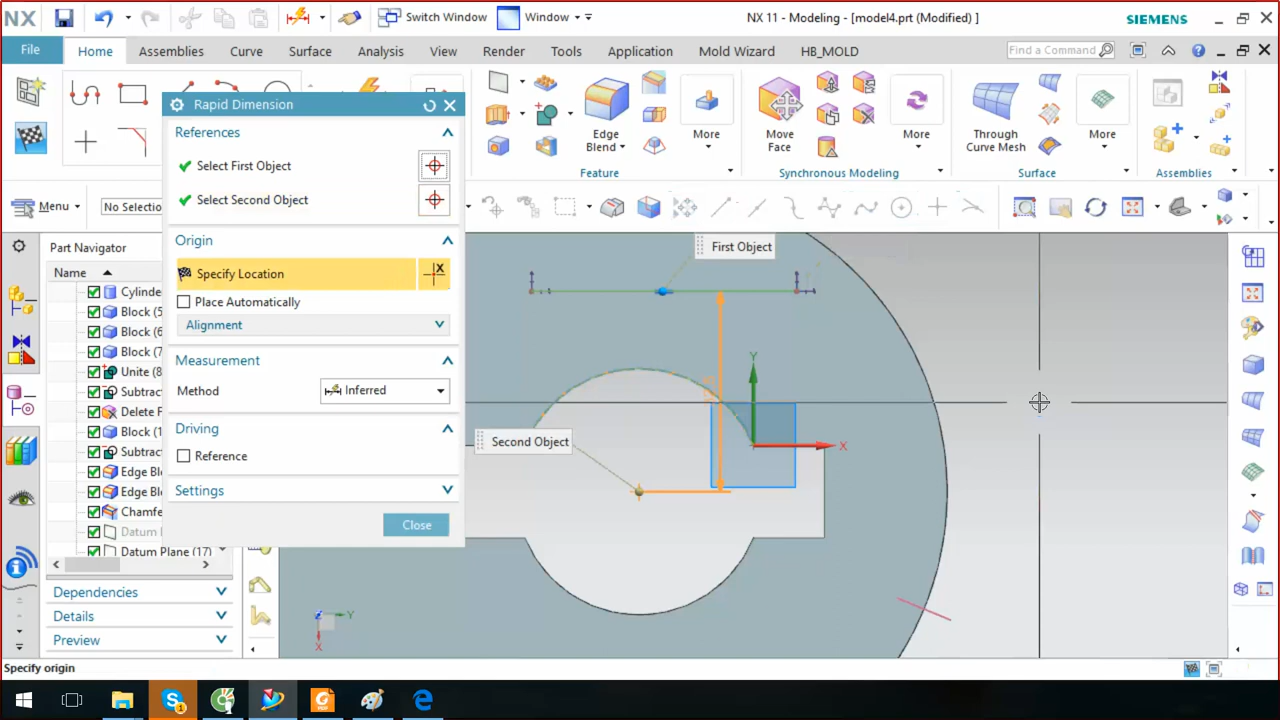 NX
Switch Window
Window
NX 11 - Modeling - [model4.prt (Modified) ]
SIEMENS
File
Home
Assemblies
Curve
Surface
Analysis
View
Render
Tools
Application
Mold Wizard
HB_MOLD
Find a Command
Edge
Blend
More
Move
Face
More
Through
Curve Mesh
More
Feature
Synchronous Modeling
Surface
Assemblies
Menu
No Selectio
Part Navigator
Name
Cylinde
Block (5
Block (6
Block (7
Unite (8
Subtrac
Delete F
Block (1
Subtrac
Edge Ble
Edge Ble
Chamfe
Datum
Datum Plane (17)
Dependencies
Details
Preview
Rapid Dimension
References
Select First Object
Select Second Object
Origin
Specify Location
X
Place Automatically
Alignment
Measurement
Method
Inferred
Driving
Reference
Settings
Close
First Object
Second Object
Y
X
Y
X
Specify origin